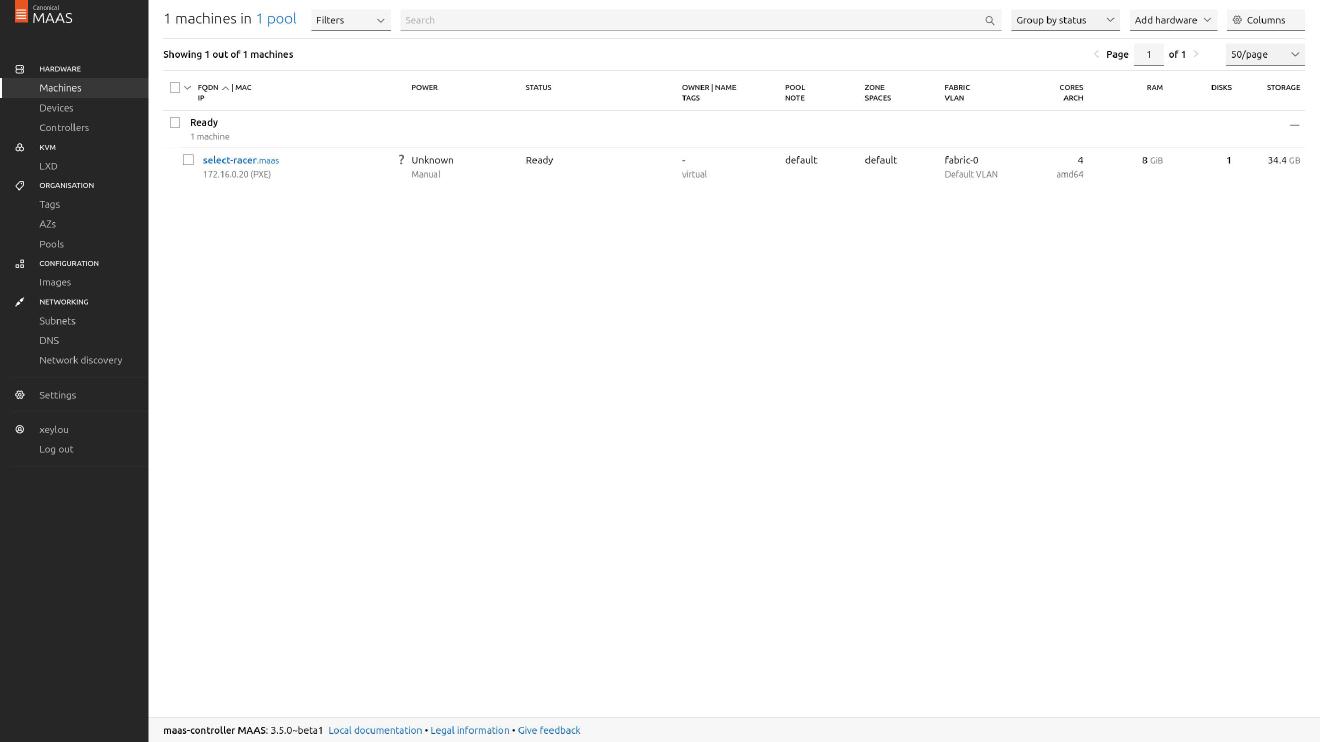 Canonical
MAAS
HARDWARE
Machines
Devices
Controllers
KVM
LXD
ORGANISATION
Tags
AZs
Pools
CONFIGURATION
Images
NETWORKING
Subnets
DNS
Network discovery
Settings
xeylou
Log out
1 machines in 1 pool
Filters
Search
Group by status
Add hardware
Columns
Showing 1 out of 1 machines
Page 1 of 1
50/page
FQDN | MAC POWER STATUS OWNER | NAME POOL ZONE FABRIC CORES RAM DISKS STORAGE
IP TAGS NOTE SPACES VLAN ARCH
Ready
1 machine
select-racer.maas ? Unknown Ready - default default fabric-0 4 8 GiB 1 34.4 GB
172.16.0.20 (PXE) Manual virtual Default VLAN amd64
maas-controller MAAS: 3.5.0~beta1 Local documentation • Legal information • Give feedback